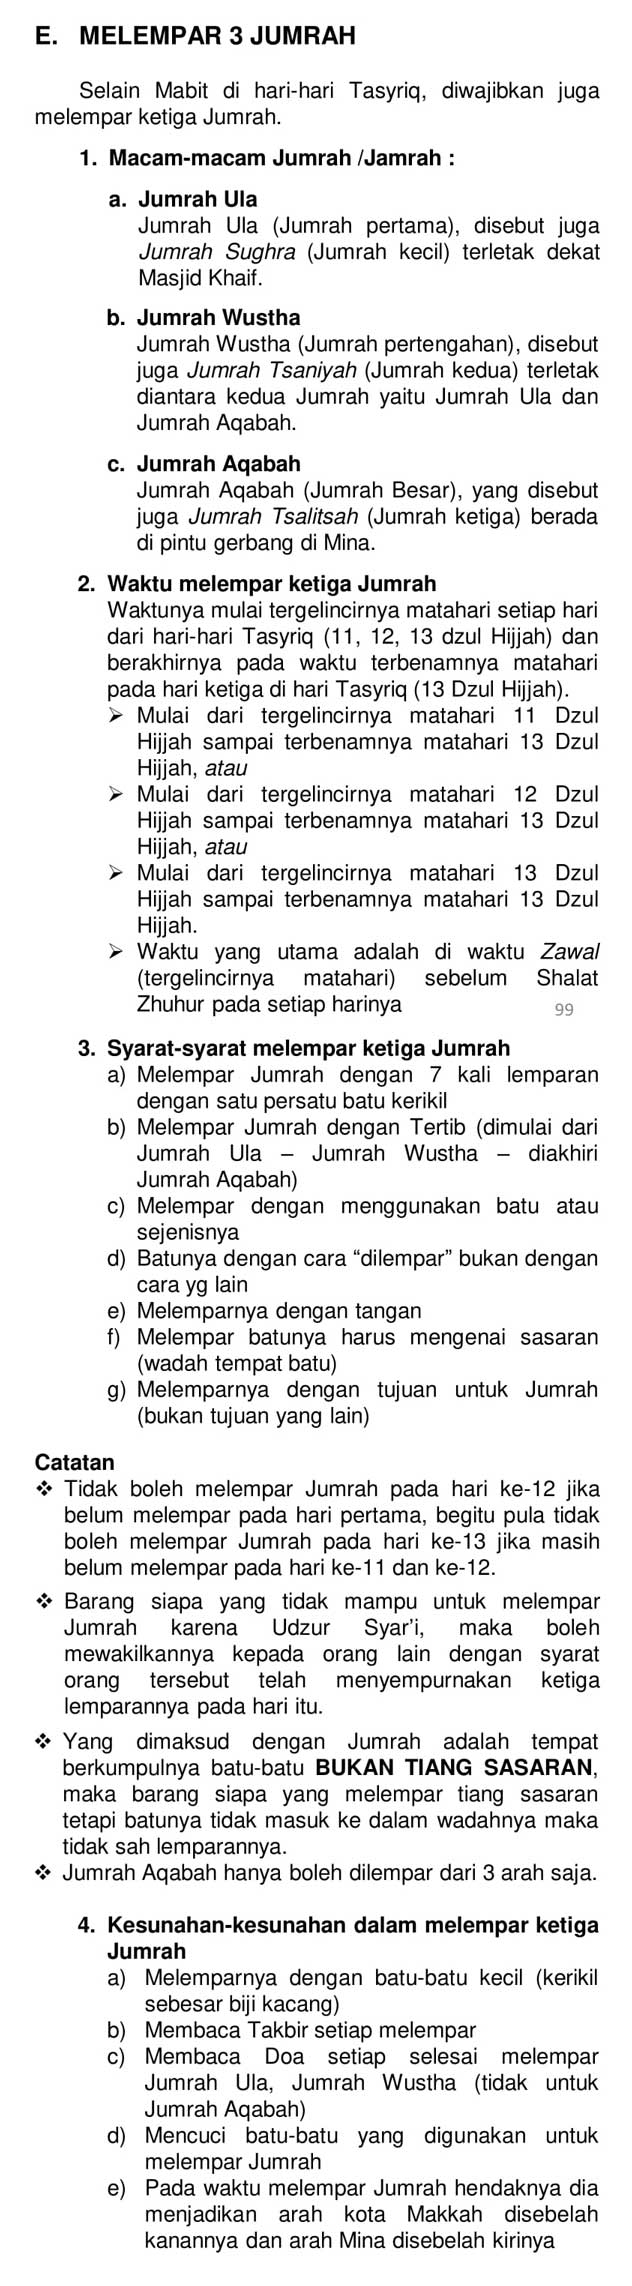 E. MELEMPAR 3 JUMRAH
Selain Mabit di hari-hari Tasyriq, diwajibkan juga
melempar ketiga Jumrah.
1. Macam-macam Jumrah /Jamrah :
a. Jumrah Ula
Jumrah Ula (Jumrah pertama), disebut juga
Jumrah Sughra (Jumrah kecil) terletak dekat
Masjid Khaif.
b. Jumrah Wustha
Jumrah Wustha (Jumrah pertengahan), disebut
juga Jumrah Tsaniyah (Jumrah kedua) terletak
diantara kedua Jumrah yaitu Jumrah Ula dan
Jumrah Aqabah.
c. Jumrah Aqabah
Jumrah Aqabah (Jumrah Besar), yang disebut
juga Jumrah Tsalitsah (Jumrah ketiga) berada
di pintu gerbang di Mina.
2. Waktu melempar ketiga Jumrah
Waktunya mulai tergelincirnya matahari setiap hari
dari hari-hari Tasyriq (11, 12, 13 dzul Hijjah) dan
berakhirnya pada waktu terbenamnya matahari
pada hari ketiga di hari Tasyriq (13 Dzul Hijjah).
➢ Mulai dari tergelincirnya matahari 11 Dzul
Hijjah sampai terbenamnya matahari 13 Dzul
Hijjah, atau
➢ Mulai dari tergelincirnya matahari 12 Dzul
Hijjah sampai terbenamnya matahari 13 Dzul
Hijjah, atau
➢ Mulai dari tergelincirnya matahari 13 Dzul
Hijjah sampai terbenamnya matahari 13 Dzul
Hijjah.
➢ Waktu yang utama adalah di waktu Zawal
(tergelincirnya matahari) sebelum Shalat
Zhuhur pada setiap harinya
99
3. Syarat-syarat melempar ketiga Jumrah
a) Melempar Jumrah dengan 7 kali lemparan
dengan satu persatu batu kerikil
b) Melempar Jumrah dengan Tertib (dimulai dari
Jumrah Ula – Jumrah Wustha – diakhiri
Jumrah Aqabah)
c) Melempar dengan menggunakan batu atau
sejenisnya
d) Batunya dengan cara “dilempar” bukan dengan
cara yg lain
e) Melemparnya dengan tangan
f) Melempar batunya harus mengenai sasaran
(wadah tempat batu)
g) Melemparnya dengan tujuan untuk Jumrah
(bukan tujuan yang lain)
Catatan
❖ Tidak boleh melempar Jumrah pada hari ke-12 jika
belum melempar pada hari pertama, begitu pula tidak
boleh melempar Jumrah pada hari ke-13 jika masih
belum melempar pada hari ke-11 dan ke-12.
❖ Barang siapa yang tidak mampu untuk melempar
Jumrah karena Udzur Syar’i, maka boleh
mewakilkannya kepada orang lain dengan syarat
orang tersebut telah menyempurnakan ketiga
lemparannya pada hari itu.
❖ Yang dimaksud dengan Jumrah adalah tempat
berkumpulnya batu-batu BUKAN TIANG SASARAN,
maka barang siapa yang melempar tiang sasaran
tetapi batunya tidak masuk ke dalam wadahnya maka
tidak sah lemparannya.
❖ Jumrah Aqabah hanya boleh dilempar dari 3 arah saja.
4. Kesunahan-kesunahan dalam melempar ketiga
Jumrah
a) Melemparnya dengan batu-batu kecil (kerikil
sebesar biji kacang)
b) Membaca Takbir setiap melempar
c) Membaca Doa setiap selesai melempar
Jumrah Ula, Jumrah Wustha (tidak untuk
Jumrah Aqabah)
d) Mencuci batu-batu yang digunakan untuk
melempar Jumrah
e) Pada waktu melempar Jumrah hendaknya dia
menjadikan arah kota Makkah disebelah
kanannya dan arah Mina disebelah kirinya